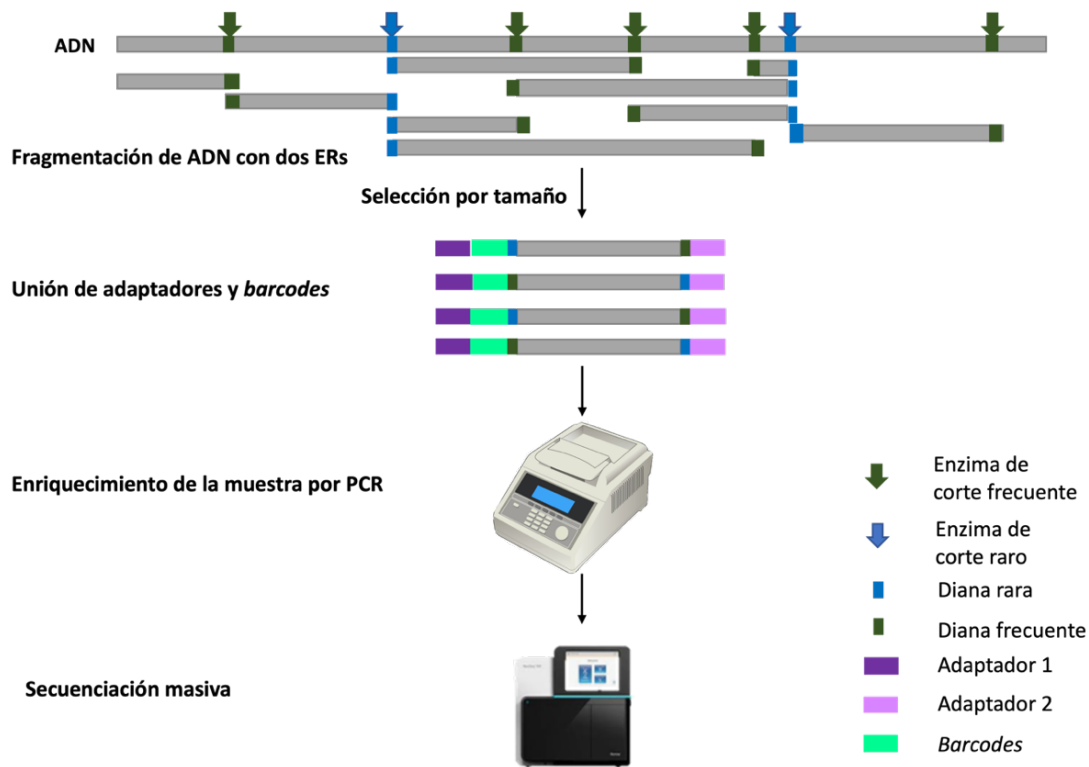 ADN
Fragmentación de ADN con dos ERs
Selección por tamaño
Unión de adaptadores y barcodes
Enriquecimiento de la muestra por PCR
Secuenciación masiva
Enzima de
corte frecuente
Enzima de
corte raro
Diana rara
Diana frecuente
Adaptador 1
Adaptador 2
Barcodes